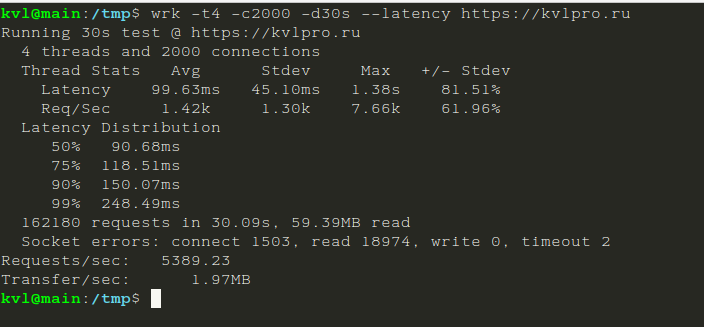 kvl@main:/tmp$ wrk -t4 -c2000 -d30s --latency https://kvlpro.ru
Running 30s test @ https://kvlpro.ru
  4 threads and 2000 connections
  Thread Stats   Avg      Stdev     Max   +/- Stdev
    Latency    99.63ms   45.10ms   1.38s    81.51%
    Req/Sec     1.42k     1.30k    7.66k    61.96%
  Latency Distribution
     50%   90.68ms
     75%  118.51ms
     90%  150.07ms
     99%  248.49ms
  162180 requests in 30.09s, 59.39MB read
  Socket errors: connect 1503, read 18974, write 0, timeout 2
Requests/sec:   5389.23
Transfer/sec:      1.97MB
kvl@main:/tmp$